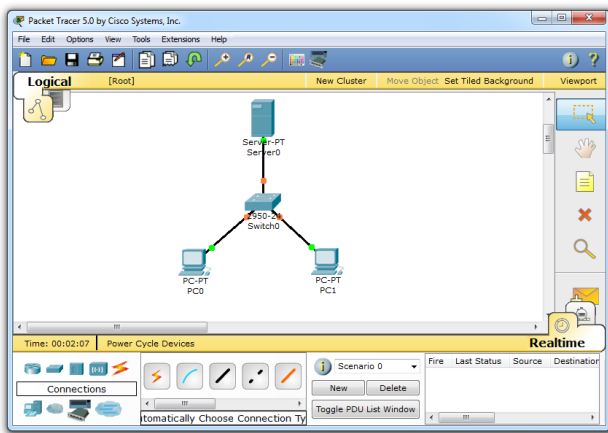 Packet Tracer 5.0 by Cisco Systems, Inc.
File Edit Options View Tools Extensions Help
Logical [Root] New Cluster Move Object Set Tiled Background Viewport
Server-PT
Server0
2950-24
Switch0
PC-PT
PC0
PC-PT
PC1
Time: 00:02:07 Power Cycle Devices Realtime
Connections
utomatically Choose Connection Ty
Scenario 0
New Delete
Toggle PDU List Window
Fire Last Status Source Destination